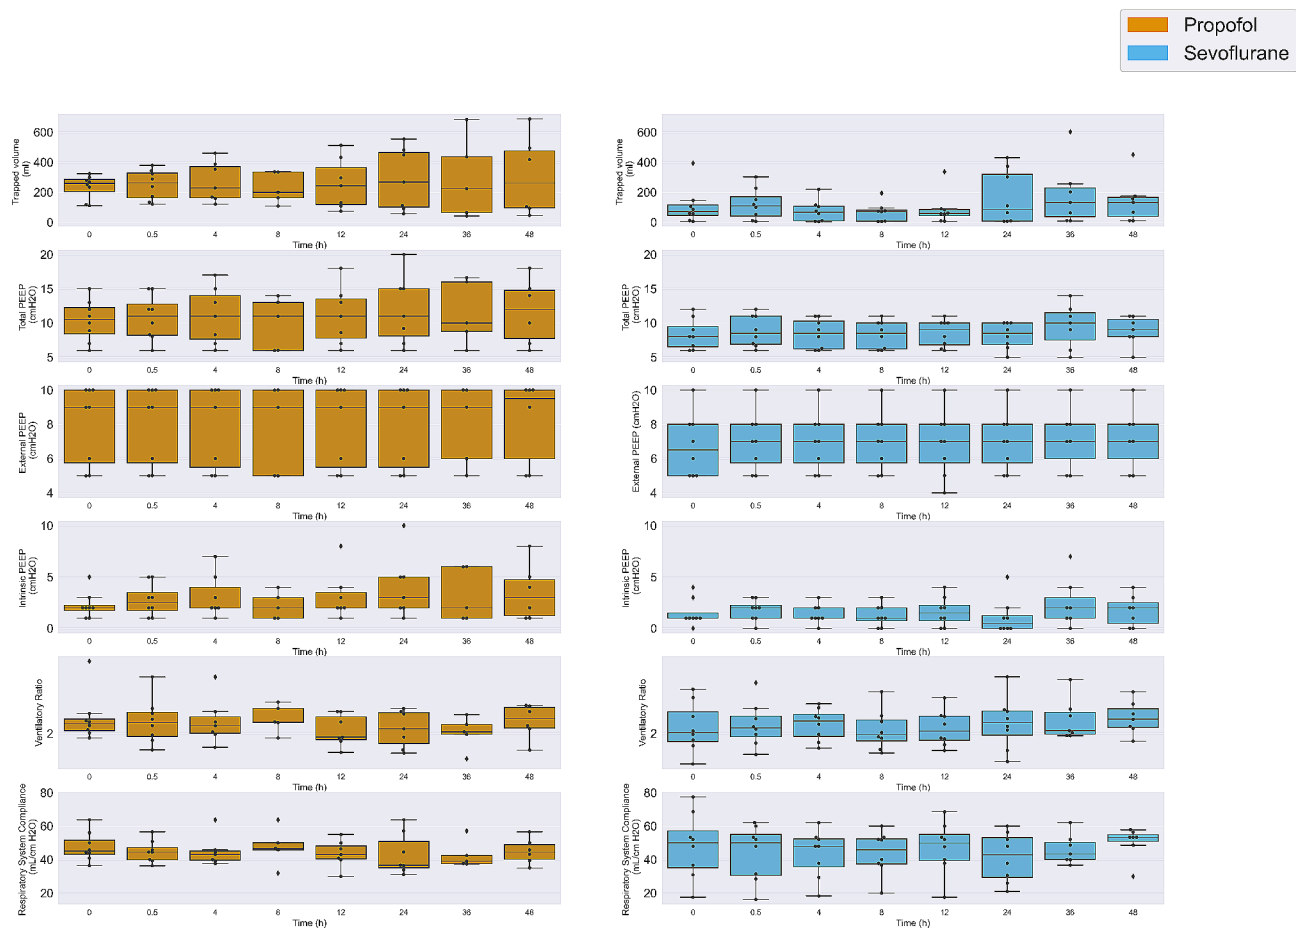 Propofol
Sevoflurane
Trapped volume
(ml)
600
400
200
0
0 0.5 4 8 12 24 36 48
Time (h)
Trapped volume
(ml)
600
400
200
0
0 0.5 4 8 12 24 36 48
Time (h)
Total PEEP
(cmH2O)
20
15
10
5
0 0.5 4 8 12 24 36 48
Time (h)
Total PEEP
(cmH2O)
20
15
10
5
0 0.5 4 8 12 24 36 48
Time (h)
External PEEP
(cmH2O)
10
8
6
4
0 0.5 4 8 12 24 36 48
Time (h)
External PEEP (cmH2O)
10
8
6
4
0 0.5 4 8 12 24 36 48
Time (h)
Intrinsic PEEP
(cmH2O)
10
5
0
0 0.5 4 8 12 24 36 48
Time (h)
Intrinsic PEEP
(cmH2O)
10
5
0
0 0.5 4 8 12 24 36 48
Time (h)
Ventilatory Ratio
2
0 0.5 4 8 12 24 36 48
Time (h)
Ventilatory Ratio
2
0 0.5 4 8 12 24 36 48
Time (h)
Respiratory System Compliance
(mL/cm H2O)
80
60
40
20
0 0.5 4 8 12 24 36 48
Time (h)
Respiratory System Compliance
(mL/cm H2O)
80
60
40
20
0 0.5 4 8 12 24 36 48
Time (h)